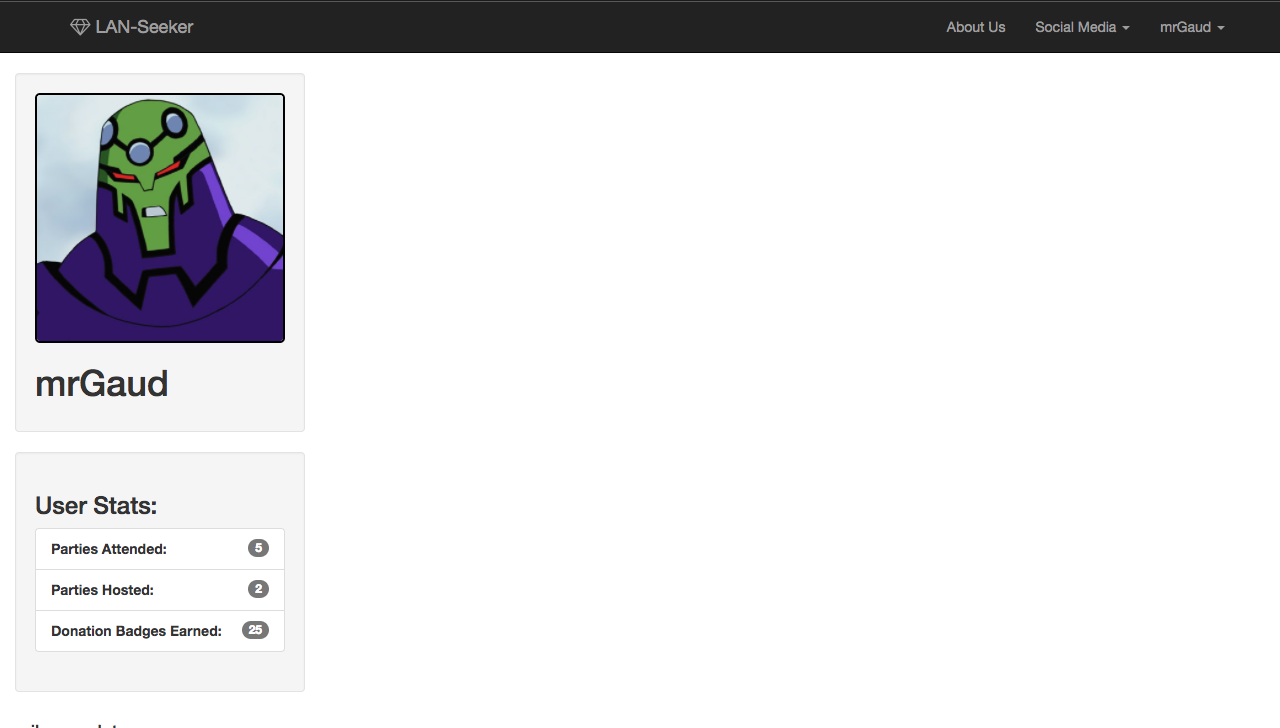 LAN-Seeker
About Us
Social Media
mrGaud
mrGaud
User Stats:
Parties Attended: 5
Parties Hosted: 2
Donation Badges Earned: 25